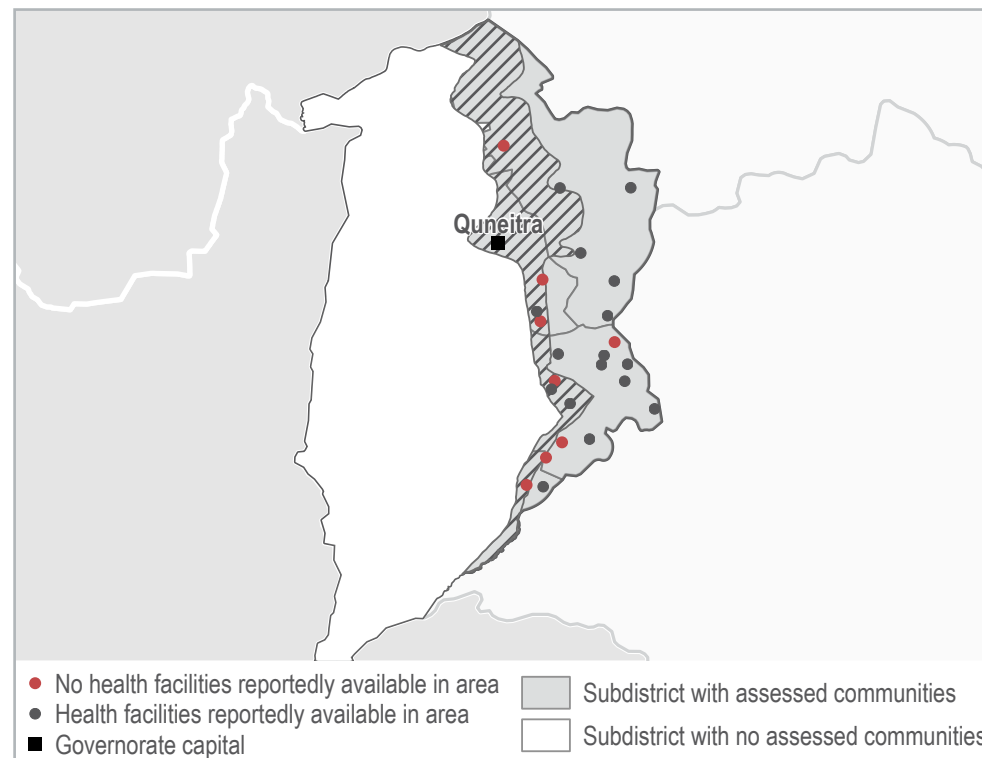 Quneitra
No health facilities reportedly available in area
Health facilities reportedly available in area
Governorate capital
Subdistrict with assessed communities
Subdistrict with no assessed communities